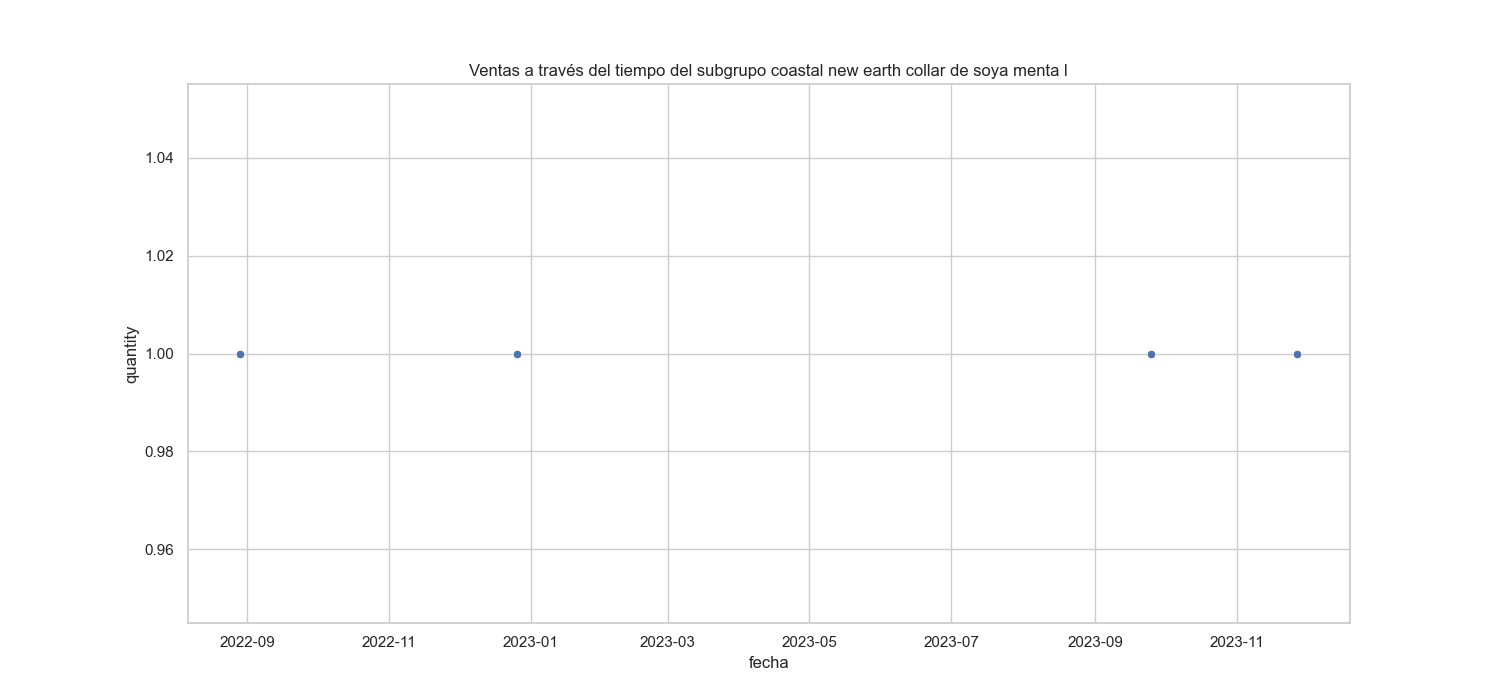 Ventas a través del tiempo del subgrupo coastal new earth collar de soya menta l
1.04
1.02
1.00
0.98
0.96
quantity
2022-09 2022-11 2023-01 2023-03 2023-05 2023-07 2023-09 2023-11
fecha